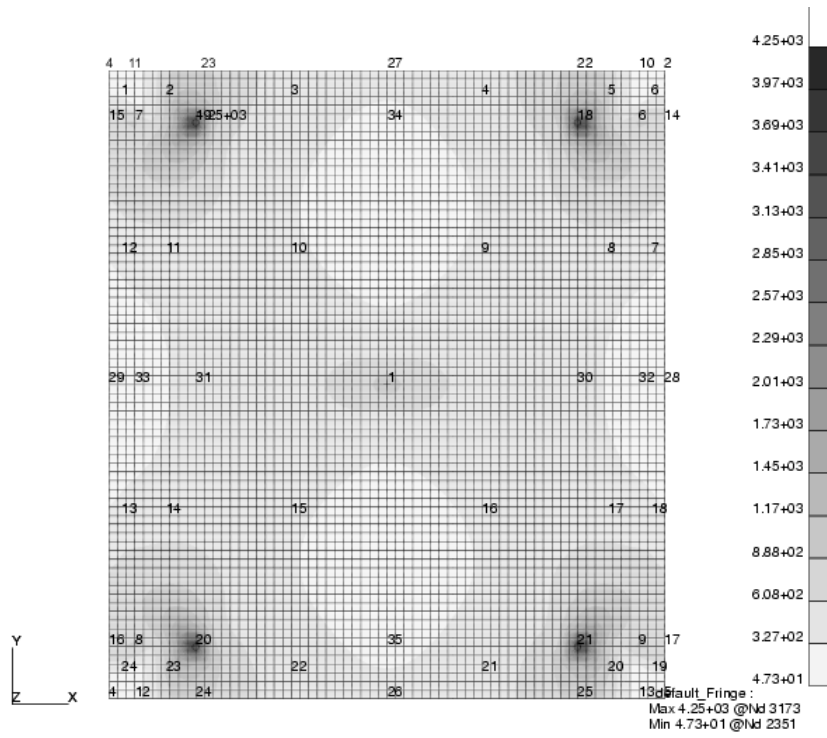 4.25+03
4 11 23 27 22 10 2
3.97+03
1 2 3 4 5 6
15 7 4.25+03 34 18 6 14
3.69+03
3.41+03
3.13+03
12 11 10 9 8 7
2.85+03
2.57+03
2.29+03
29 33 31 1 30 32 28
2.01+03
1.73+03
1.45+03
13 14 15 16 17 18
1.17+03
8.88+02
6.08+02
16 8 20 35 21 9 17
3.27+02
Y
24 23 22 21 20 19
4.73+01
Z X
4 12 24 26 25 13
default_Fringe :
Max 4.25+03 @Nd 3173
Min 4.73+01 @Nd 2351